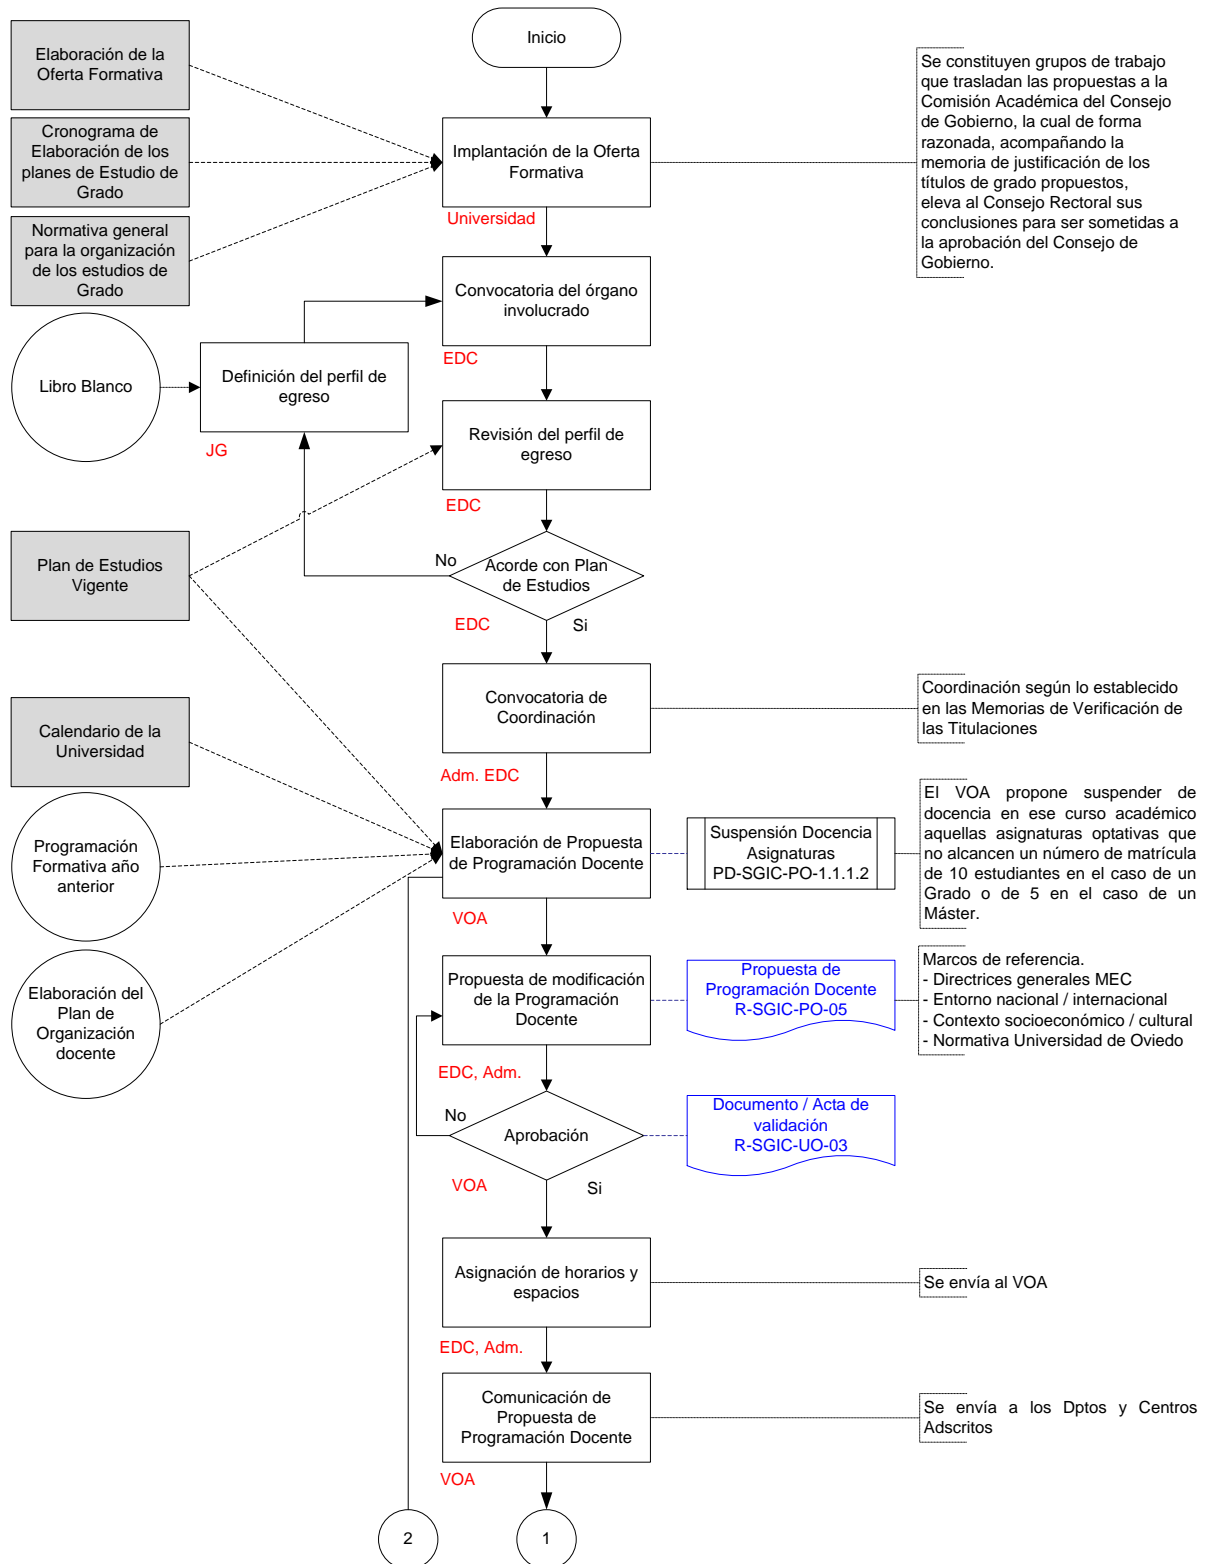 Inicio
Elaboración de la
Oferta Formativa
Cronograma de
Elaboración de los
planes de Estudio de
Grado
Normativa general
para la organización
de los estudios de
Grado
Implantación de la Oferta
Formativa
Universidad
Se constituyen grupos de trabajo
que trasladan las propuestas a la
Comisión Académica del Consejo
de Gobierno, la cual de forma
razonada, acompañando la
memoria de justificación de los
títulos de grado propuestos,
eleva al Consejo Rectoral sus
conclusiones para ser sometidas a
la aprobación del Consejo de
Gobierno.
Convocatoria del órgano
involucrado
EDC
Libro Blanco
Definición del perfil de
egreso
JG
Revisión del perfil de
egreso
EDC
Plan de Estudios
Vigente
No
Acorde con Plan
de Estudios
EDC
Si
Convocatoria de
Coordinación
Adm. EDC
Coordinación según lo establecido
en las Memorias de Verificación de
las Titulaciones
Calendario de la
Universidad
Programación
Formativa año
anterior
Elaboración del
Plan de
Organización
docente
Elaboración de Propuesta
de Programación Docente
VOA
Suspensión Docencia
Asignaturas
PD-SGIC-PO-1.1.1.2
El VOA propone suspender de
docencia en ese curso académico
aquellas asignaturas optativas que
no alcancen un número de matrícula
de 10 estudiantes en el caso de un
Grado o de 5 en el caso de un
Máster.
Propuesta de modificación
de la Programación
Docente
EDC, Adm.
Propuesta de
Programación Docente
R-SGIC-PO-05
Marcos de referencia.
- Directrices generales MEC
- Entorno nacional / internacional
- Contexto socioeconómico / cultural
- Normativa Universidad de Oviedo
No
Aprobación
VOA
Si
Documento / Acta de
validación
R-SGIC-UO-03
Asignación de horarios y
espacios
EDC, Adm.
Se envía al VOA
Comunicación de
Propuesta de
Programación Docente
VOA
Se envía a los Dptos y Centros
Adscritos
2
1